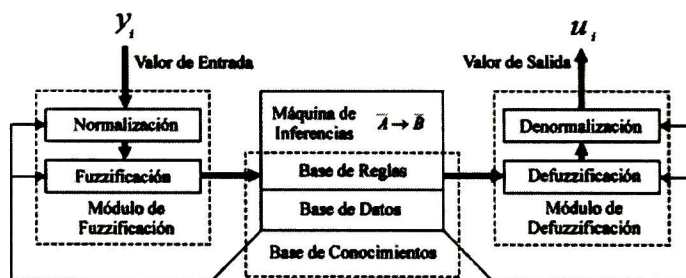 y_i
u_i
Valor de Entrada
Valor de Salida
Normalización
Fuzzificación
Módulo de
Fuzzificación
Máquina de
Inferencias
A̅ → B̅
Base de Reglas
Base de Datos
Base de Conocimientos
Denormalización
Defuzzificación
Módulo de
Defuzzificación